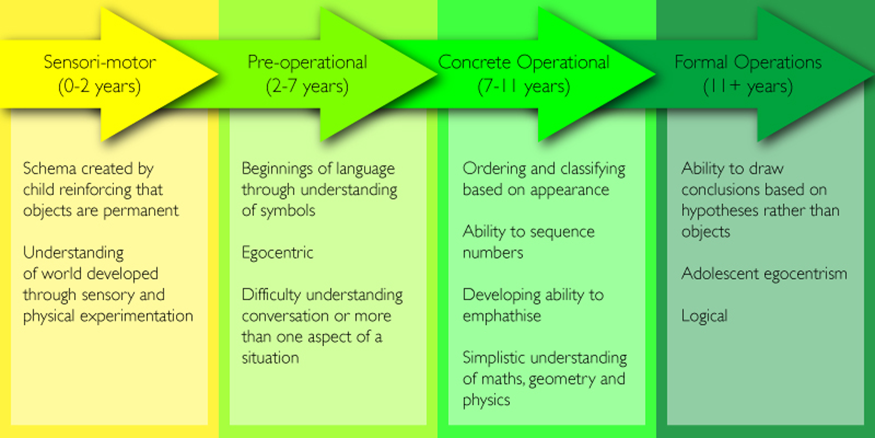 Sensori-motor
(0-2 years)
Pre-operational
(2-7 years)
Concrete Operational
(7-11 years)
Formal Operations
(11+ years)
Schema created by
child reinforcing that
objects are permanent
Understanding
of world developed
through sensory and
physical experimentation
Beginnings of language
through understanding
of symbols
Egocentric
Difficulty understanding
conversation or more
than one aspect of a
situation
Ordering and classifying
based on appearance
Ability to sequence
numbers
Developing ability to
emphathise
Simplistic understanding
of maths, geometry and
physics
Ability to draw
conclusions based on
hypotheses rather than
objects
Adolescent egocentrism
Logical